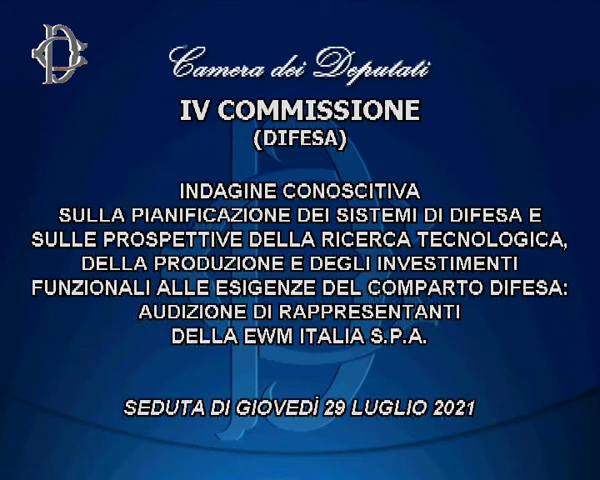 Camera dei Deputati
IV COMMISSIONE
(DIFESA)
INDAGINE CONOSCITIVA
SULLA PIANIFICAZIONE DEI SISTEMI DI DIFESA E
SULLE PROSPETTIVE DELLA RICERCA TECNOLOGICA,
DELLA PRODUZIONE E DEGLI INVESTIMENTI
FUNZIONALI ALLE ESIGENZE DEL COMPARTO DIFESA:
AUDIZIONE DI RAPPRESENTANTI
DELLA EWM ITALIA S.P.A.
SEDUTA DI GIOVEDÌ 29 LUGLIO 2021